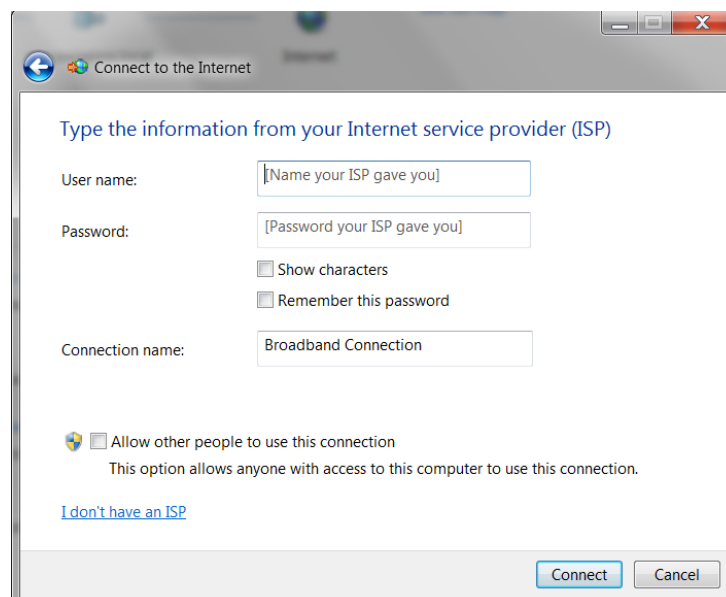 Internet
Connect to the Internet
Type the information from your Internet service provider (ISP)
User name:
[Name your ISP gave you]
Password:
[Password your ISP gave you]
Show characters
Remember this password
Connection name:
Broadband Connection
Allow other people to use this connection
This option allows anyone with access to this computer to use this connection.
I don't have an ISP
Connect
Cancel